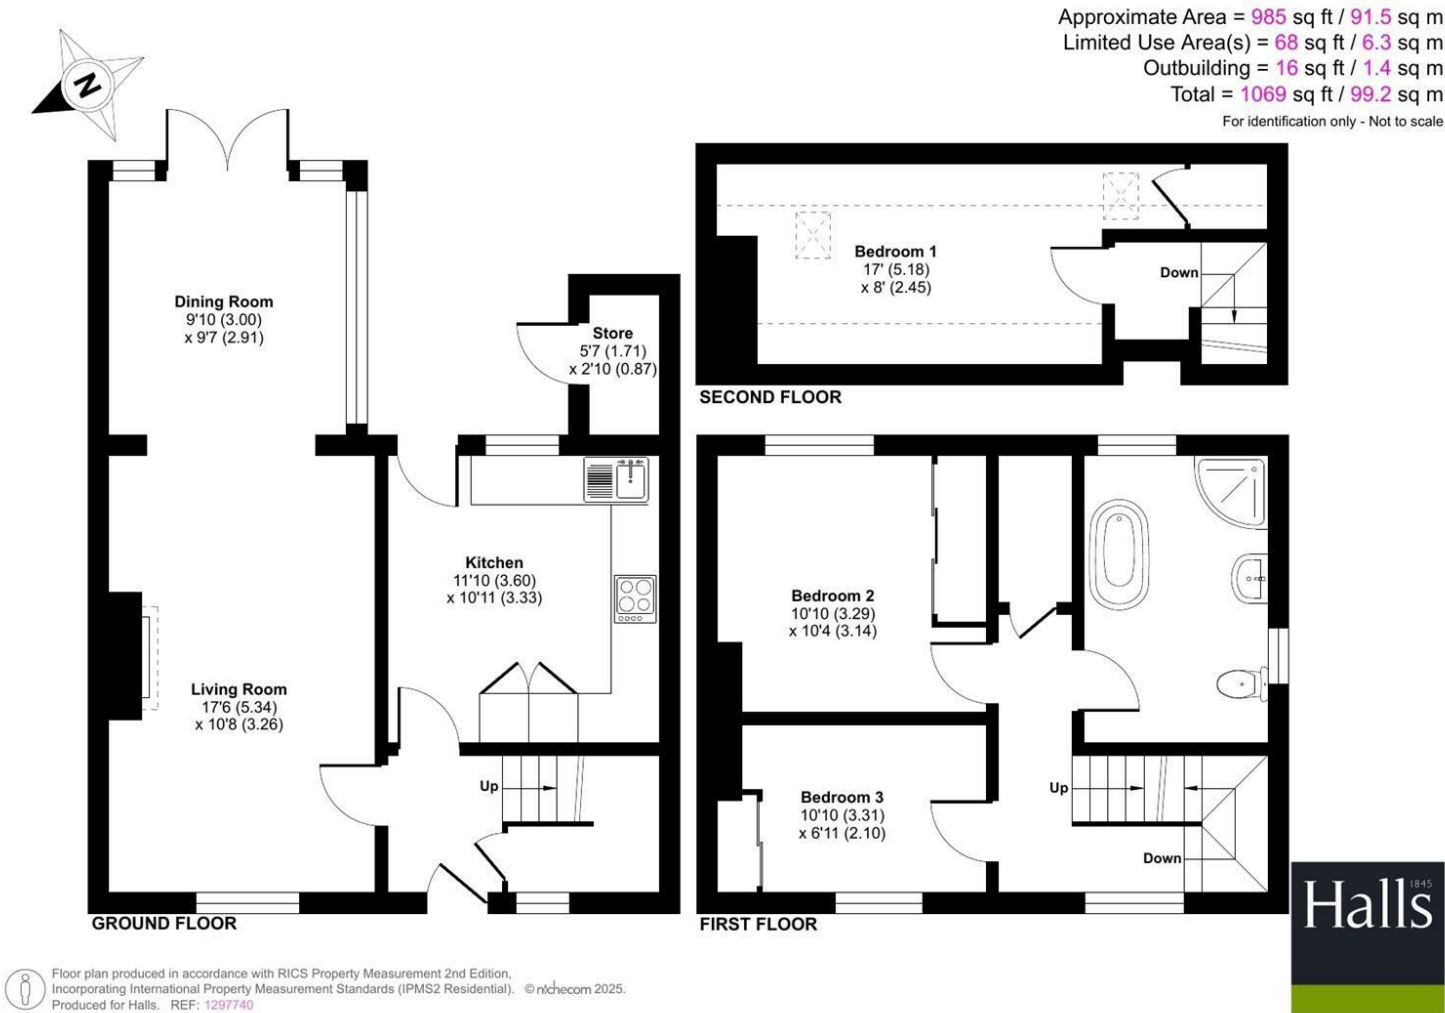 Approximate Area = 985 sq ft / 91.5 sq m
Limited Use Area(s) = 68 sq ft / 6.3 sq m
Outbuilding = 16 sq ft / 1.4 sq m
Total = 1069 sq ft / 99.2 sq m
For identification only - Not to scale
N
Dining Room
9'10 (3.00)
x 9'7 (2.91)
Store
5'7 (1.71)
x 2'10 (0.87)
Kitchen
11'10 (3.60)
x 10'11 (3.33)
Living Room
17'6 (5.34)
x 10'8 (3.26)
Up
GROUND FLOOR
Bedroom 1
17' (5.18)
x 8' (2.45)
Down
SECOND FLOOR
Bedroom 2
10'10 (3.29)
x 10'4 (3.14)
Bedroom 3
10'10 (3.31)
x 6'11 (2.10)
Up
Down
FIRST FLOOR
Halls
1845
Floor plan produced in accordance with RICS Property Measurement 2nd Edition,
Incorporating International Property Measurement Standards (IPMS2 Residential). © nichecom 2025.
Produced for Halls. REF: 1297740